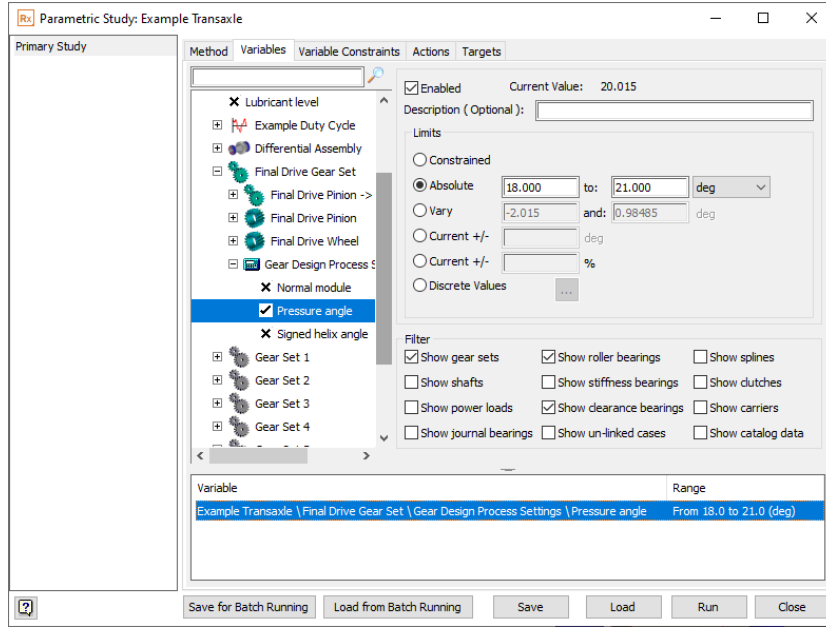 Rx Parametric Study: Example Transaxle
Primary Study
Method Variables Variable Constraints Actions Targets
Lubricant level
Example Duty Cycle
Differential Assembly
Final Drive Gear Set
Final Drive Pinion ->
Final Drive Pinion
Final Drive Wheel
Gear Design Process S
Normal module
Pressure angle
Signed helix angle
Gear Set 1
Gear Set 2
Gear Set 3
Gear Set 4
Enabled Current Value: 20.015
Description ( Optional ):
Limits
Constrained
Absolute 18.000 to: 21.000 deg
Vary -2.015 and: 0.98485 deg
Current +/- deg
Current +/- %
Discrete Values ...
Filter
Show gear sets Show roller bearings Show splines
Show shafts Show stiffness bearings Show clutches
Show power loads Show clearance bearings Show carriers
Show journal bearings Show un-linked cases Show catalog data
Variable Range
Example Transaxle \Final Drive Gear Set \Gear Design Process Settings \Pressure angle From 18.0 to 21.0 (deg)
? Save for Batch Running Load from Batch Running Save Load Run Close